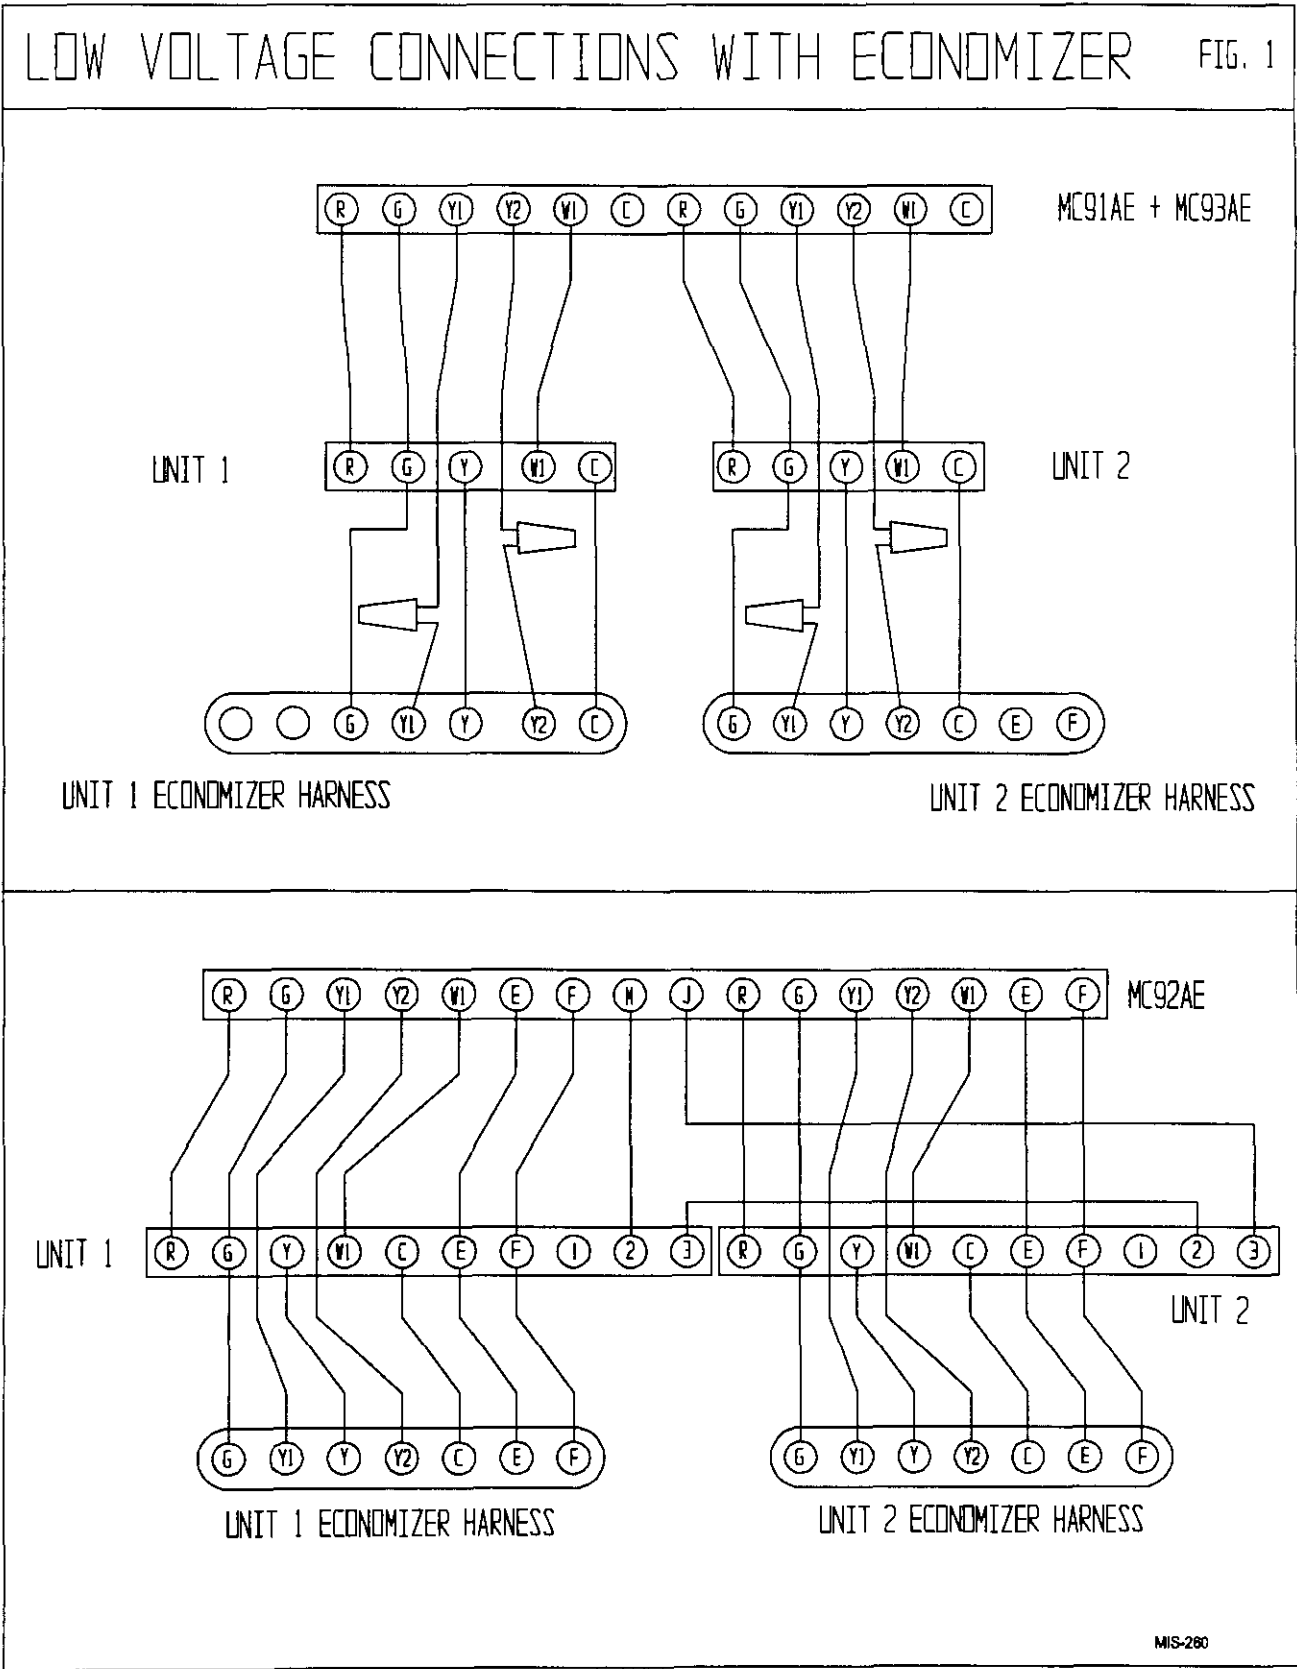 LOW VOLTAGE CONNECTIONS WITH ECONOMIZER FIG. 1
R G Y1 Y2 W1 C R G Y1 Y2 W1 C MC91AE + MC93AE
UNIT 1 R G Y W1 C R G Y W1 C UNIT 2
G Y1 Y Y2 C G Y1 Y Y2 C E F
UNIT 1 ECONOMIZER HARNESS UNIT 2 ECONOMIZER HARNESS
R G Y1 Y2 W1 E F M J R G Y1 Y2 W1 E F MC92AE
UNIT 1 R G Y W1 C E F 1 2 3 R G Y W1 C E F 1 2 3
UNIT 2
G Y1 Y Y2 C E F G Y1 Y Y2 C E F
UNIT 1 ECONOMIZER HARNESS UNIT 2 ECONOMIZER HARNESS
MIS-260